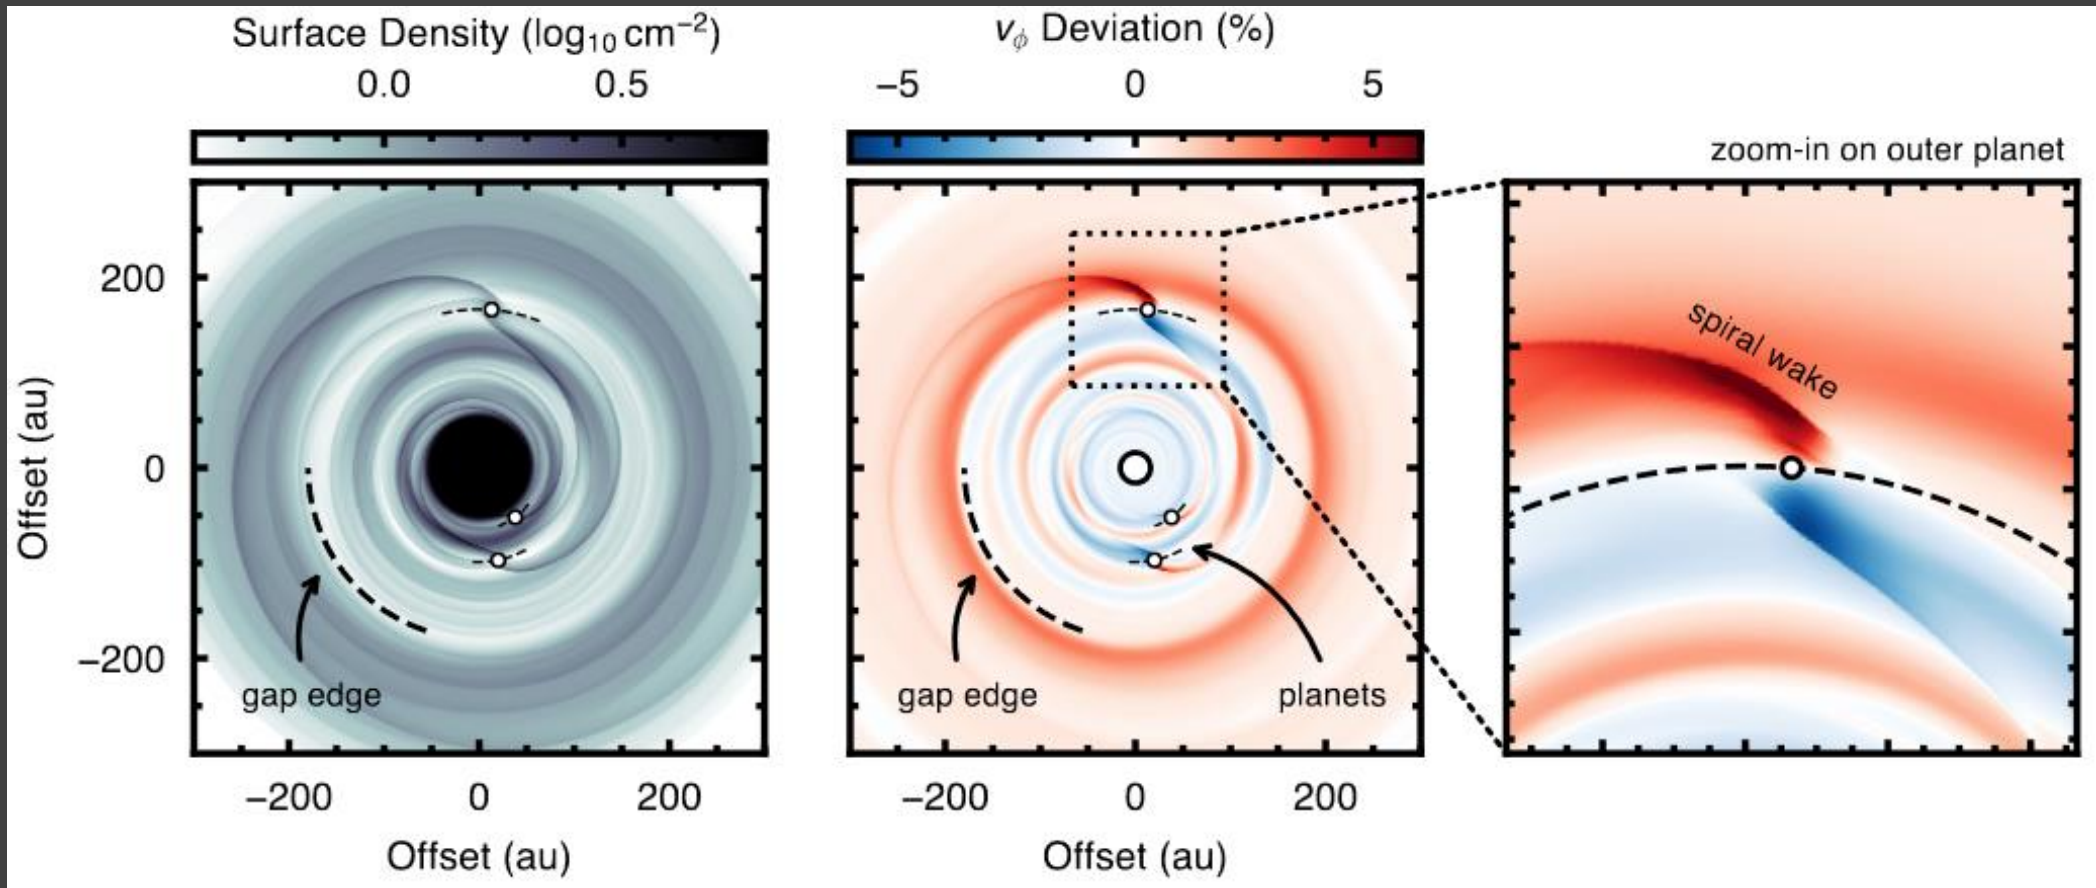 Surface Density (log₁₀ cm⁻²)
0.0 0.5
200
0
−200
−200 0 200
Offset (au)
Offset (au)
gap edge
vϕ Deviation (%)
−5 0 5
gap edge
planets
−200 0 200
Offset (au)
zoom-in on outer planet
spiral wake